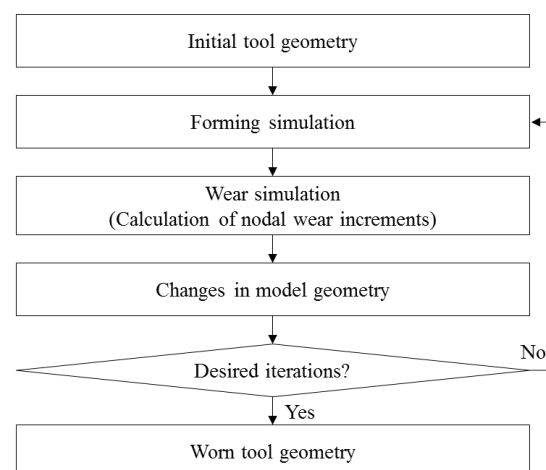 Initial tool geometry
Forming simulation
Wear simulation
(Calculation of nodal wear increments)
Changes in model geometry
Desired iterations?
No
Yes
Worn tool geometry